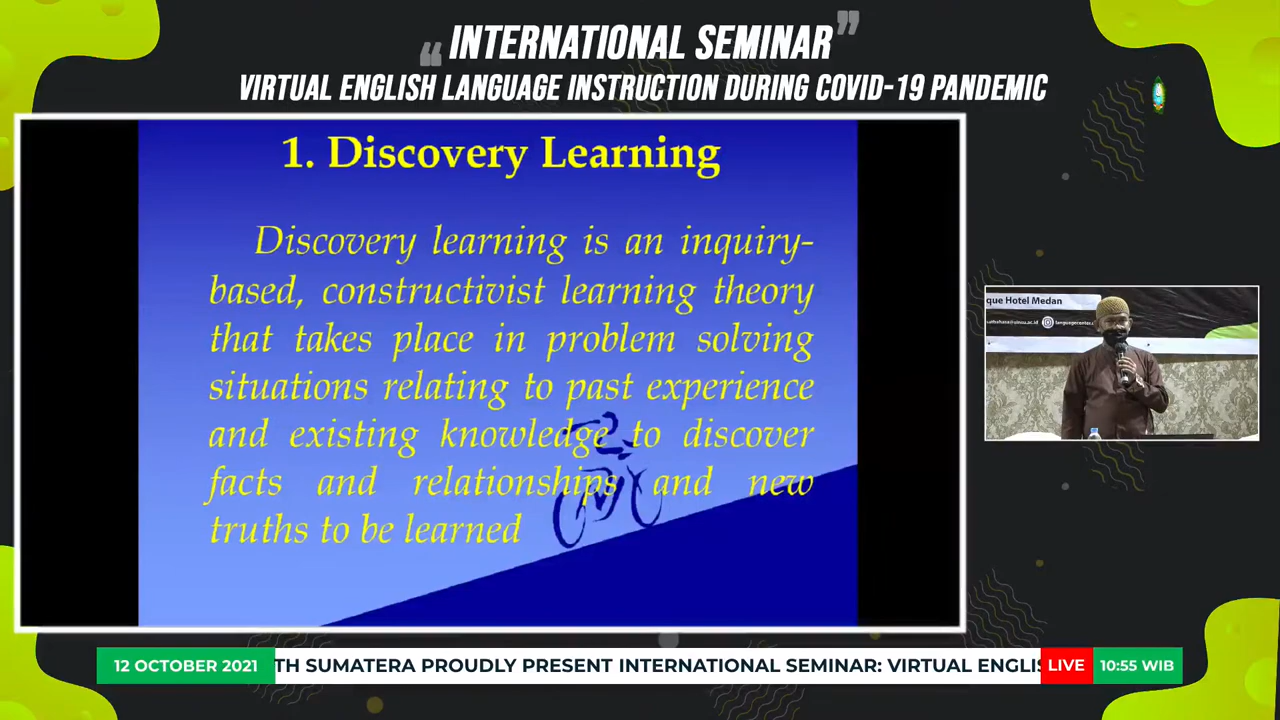 “INTERNATIONAL SEMINAR”
VIRTUAL ENGLISH LANGUAGE INSTRUCTION DURING COVID-19 PANDEMIC
1. Discovery Learning
Discovery learning is an inquiry-
based, constructivist learning theory
that takes place in problem solving
situations relating to past experience
and existing knowledge to discover
facts and relationships and new
truths to be learned
que Hotel Medan
languagecenter
12 OCTOBER 2021
TH SUMATERA PROUDLY PRESENT INTERNATIONAL SEMINAR: VIRTUAL ENGLIS
LIVE
10:55 WIB